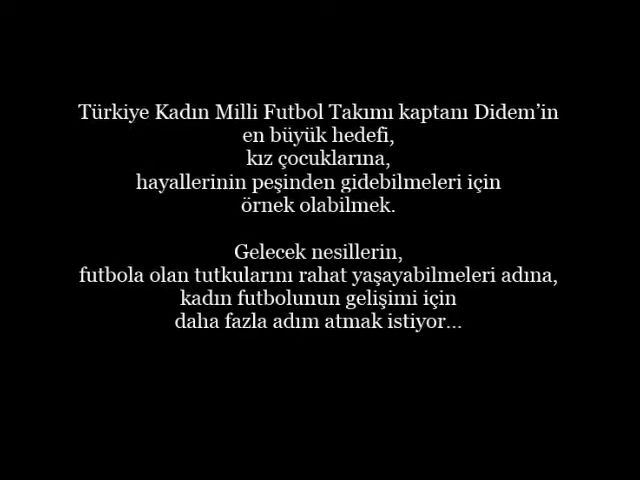 Türkiye Kadın Milli Futbol Takımı kaptanı Didem’in
en büyük hedefi,
kız çocuklarına,
hayallerinin peşinden gidebilmeleri için
örnek olabilmek.
Gelecek nesillerin,
futbola olan tutkularını rahat yaşayabilmeleri adına,
kadın futbolunun gelişimi için
daha fazla adım atmak istiyor...